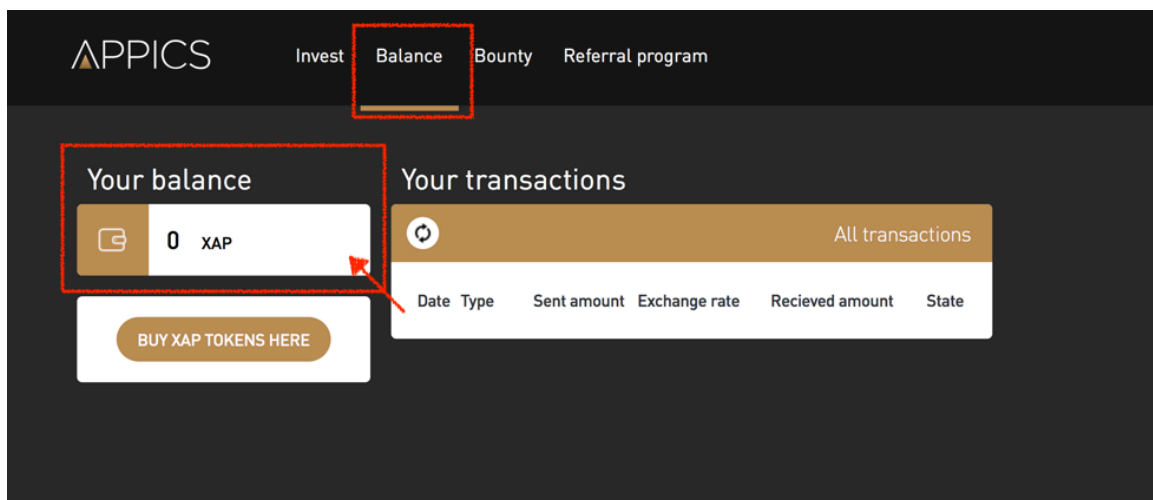 APPICS Invest Balance Bounty Referral program
Your balance
0 XAP
BUY XAP TOKENS HERE
Your transactions
All transactions
Date Type Sent amount Exchange rate Recieved amount State